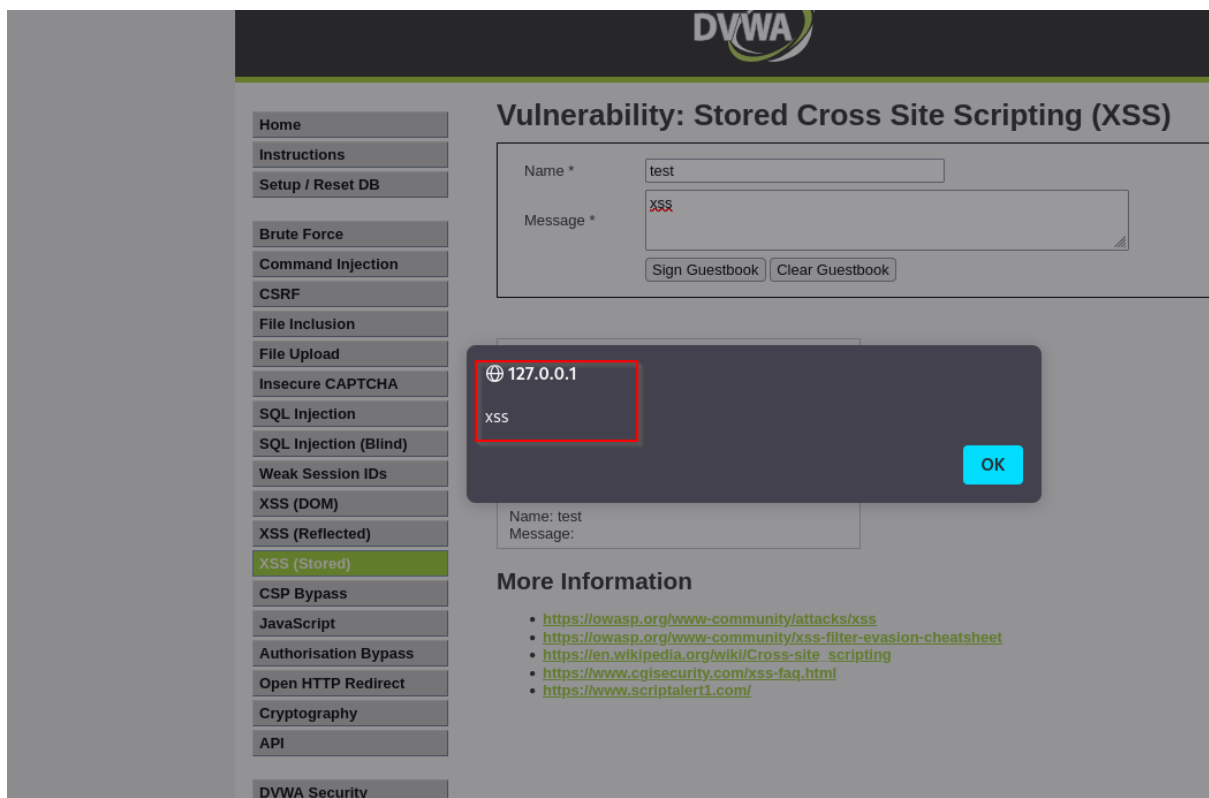 DVWA
Vulnerability: Stored Cross Site Scripting (XSS)
Home
Instructions
Setup / Reset DB
Brute Force
Command Injection
CSRF
File Inclusion
File Upload
Insecure CAPTCHA
SQL Injection
SQL Injection (Blind)
Weak Session IDs
XSS (DOM)
XSS (Reflected)
XSS (Stored)
CSP Bypass
JavaScript
Authorisation Bypass
Open HTTP Redirect
Cryptography
API
DVWA Security
Name * test
Message * xss
Sign Guestbook Clear Guestbook
127.0.0.1
xss
OK
Name: test
Message:
More Information
https://owasp.org/www-community/attacks/xss
https://owasp.org/www-community/xss-filter-evasion-cheatsheet
https://en.wikipedia.org/wiki/Cross-site_scripting
https://www.cgisecurity.com/xss-faq.html
https://www.scriptalert1.com/